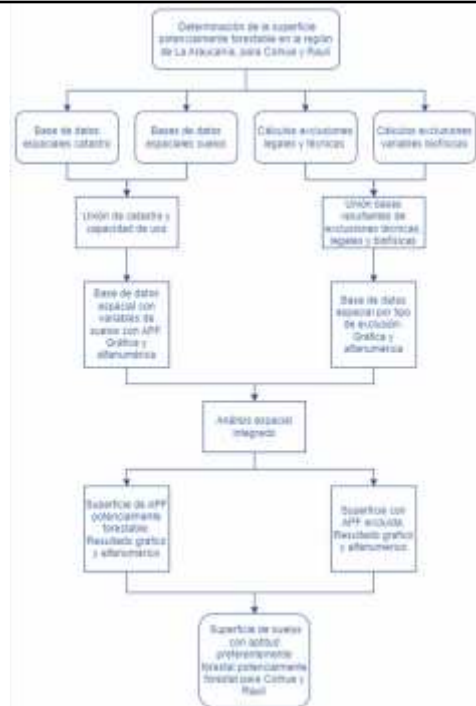 Determinación de la superficie
potencialmente forestable en la región
de La Araucanía, para Coihue y Raulí
Base de datos
espaciales catastro
Bases de datos
espaciales suelos
Cálculos exclusiones
legales y técnicas
Cálculos exclusiones
variables biofísicas
Unión de catastro y
capacidad de uso
Unión bases
resultantes de
exclusiones técnicas,
legales y biofísicas
Base de datos
espacial con
variables de
suelos con APF.
Gráfica y
alfanumérica
Base de datos
espacial por tipo
de exclusión.
Gráfica y
alfanumérica
Análisis espacial
integrado
Superficie de APF
potencialmente
forestable.
Resultado grafico
y alfanumérico
Superficie con
APF excluida.
Resultado grafico
y alfanumérico
Superficie de suelos
con aptitud
preferentemente
forestal potencialmente
forestal para Coihue y
Raulí